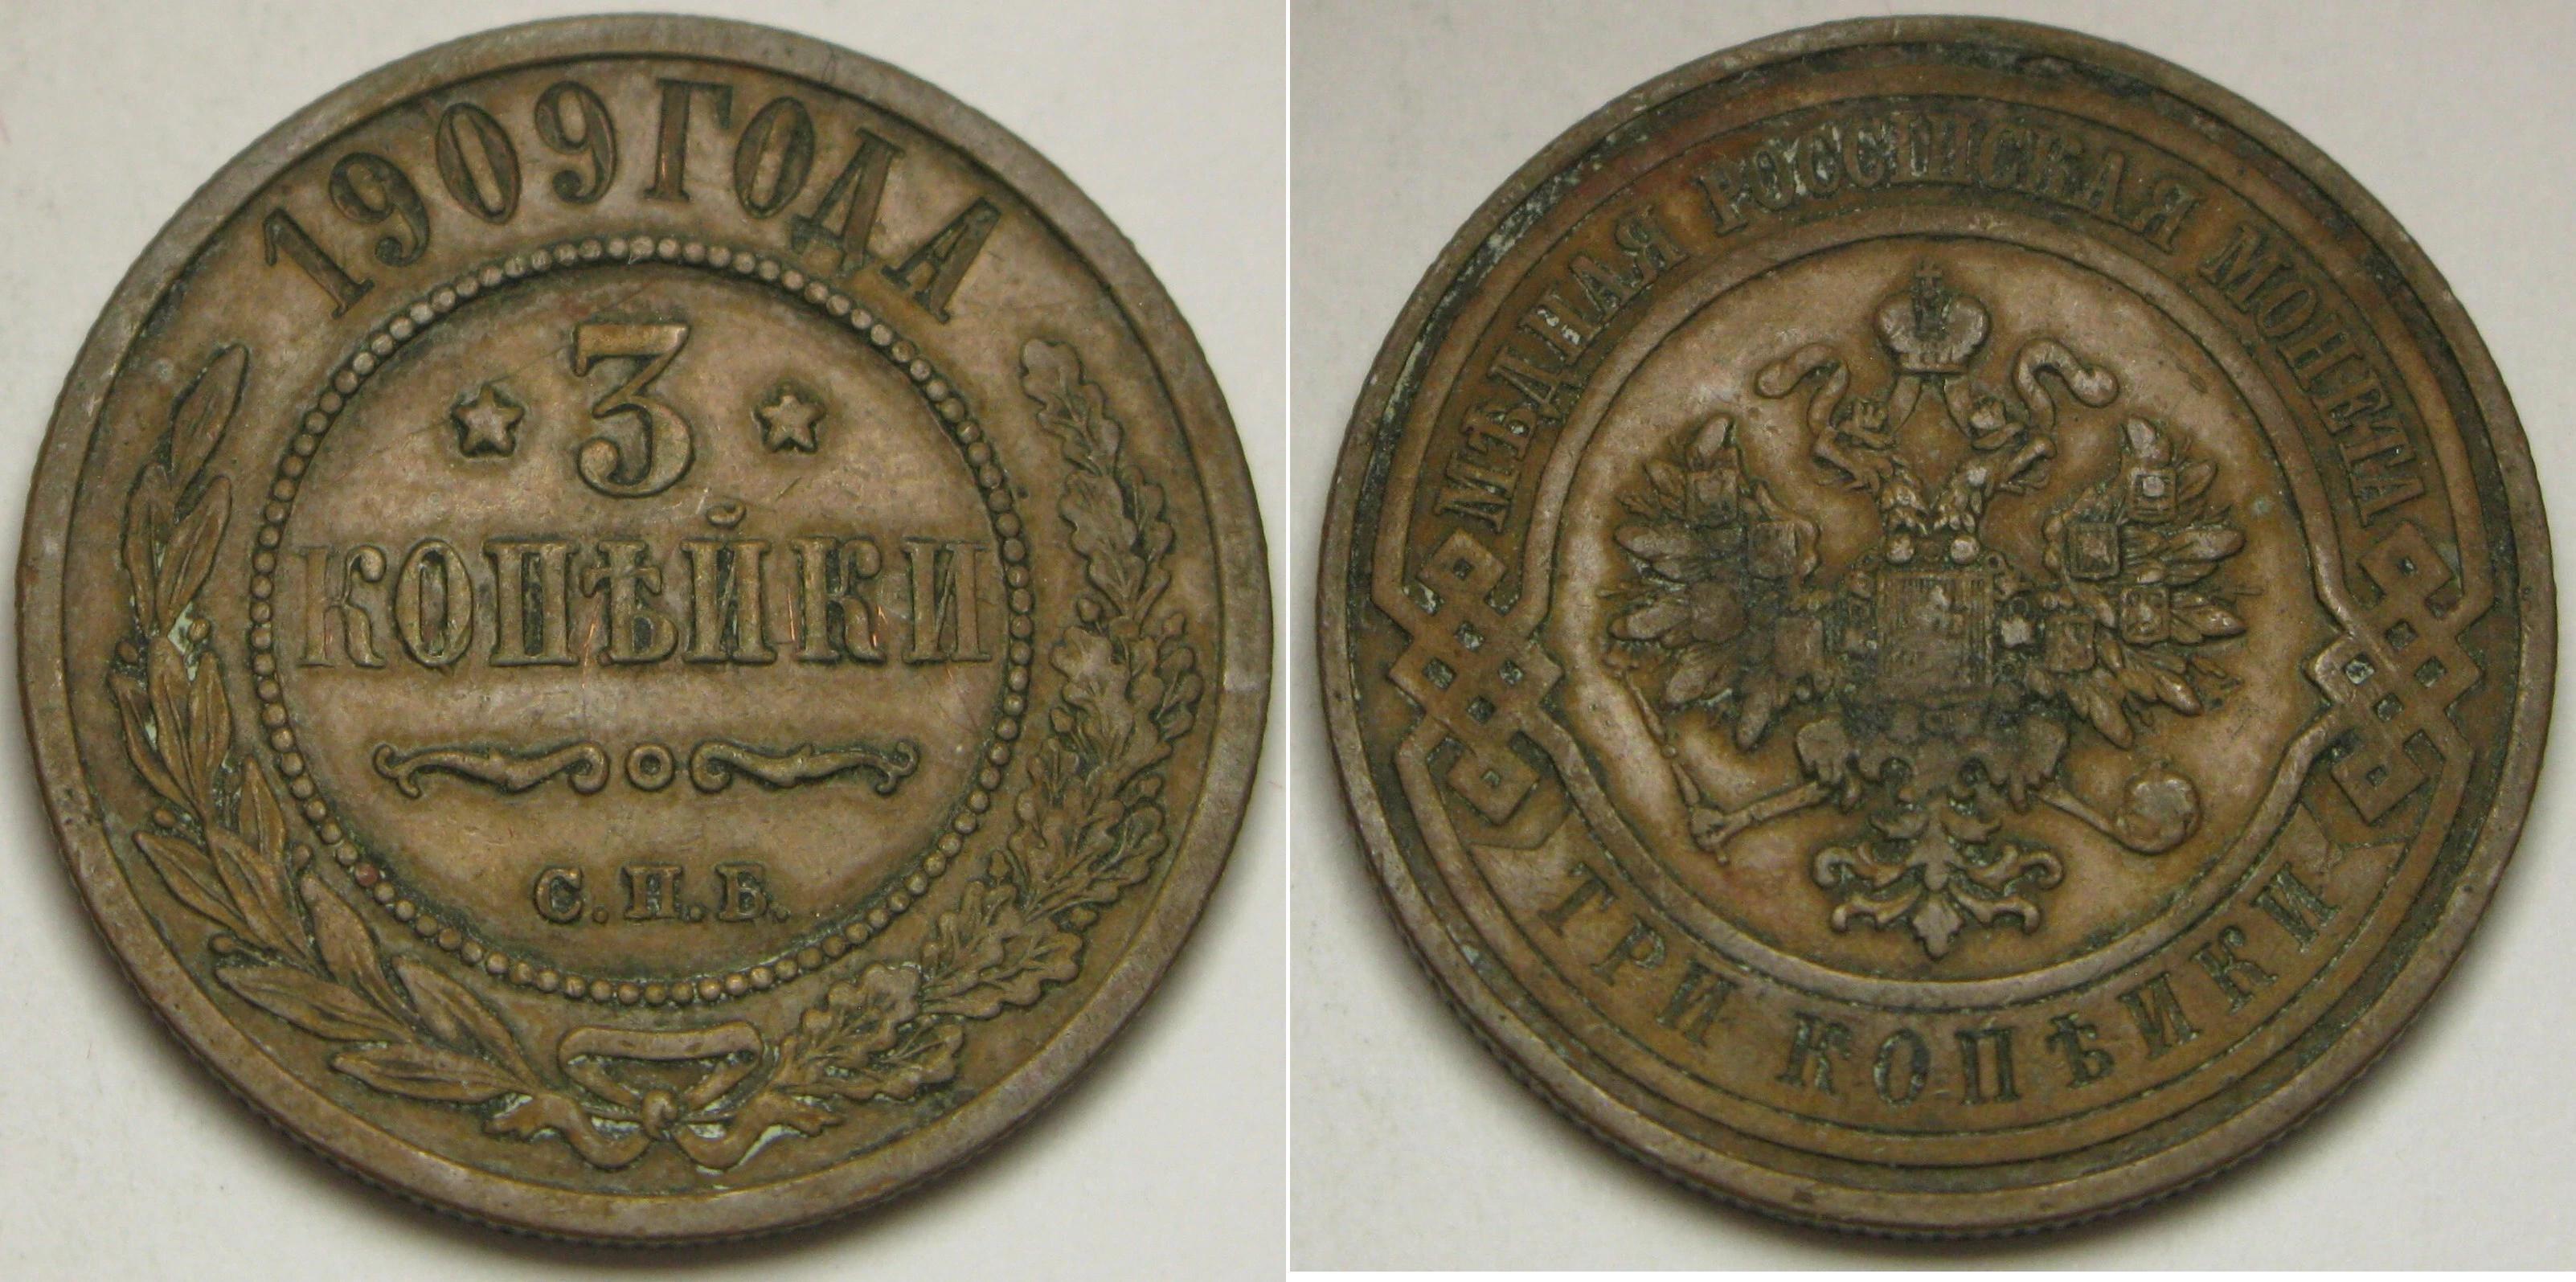 1909 ГОДА
3
КОПѢЙКИ
С.П.Б.
МѢДНАЯ РОССІЙСКАЯ МОНЕТА
ТРИ КОПѢЙКИ